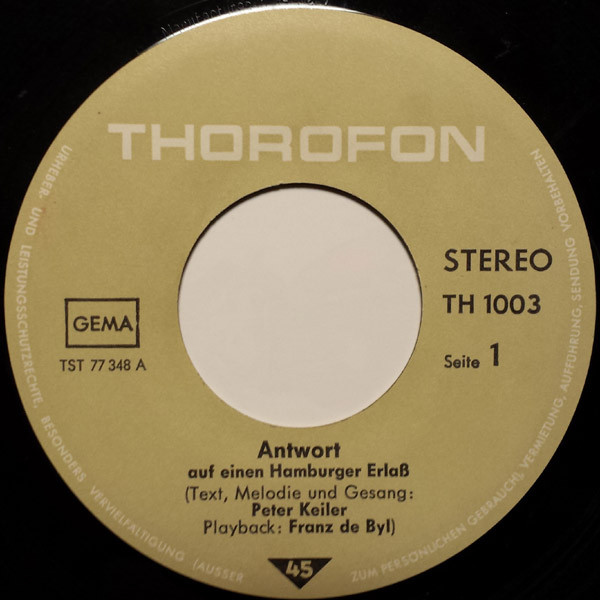 THOROFON
STEREO
TH 1003
Seite 1
GEMA
TST 77 348 A
Antwort
auf einen Hamburger Erlaß
(Text, Melodie und Gesang:
Peter Keiler
Playback: Franz de Byl)
45
URHEBER- UND LEISTUNGSSCHUTZRECHTE, BESONDERS VERVIELFÄLTIGUNG (AUSSER ZUM PERSÖNLICHEN GEBRAUCH), VERMIETUNG, AUFFÜHRUNG, SENDUNG VORBEHALTEN